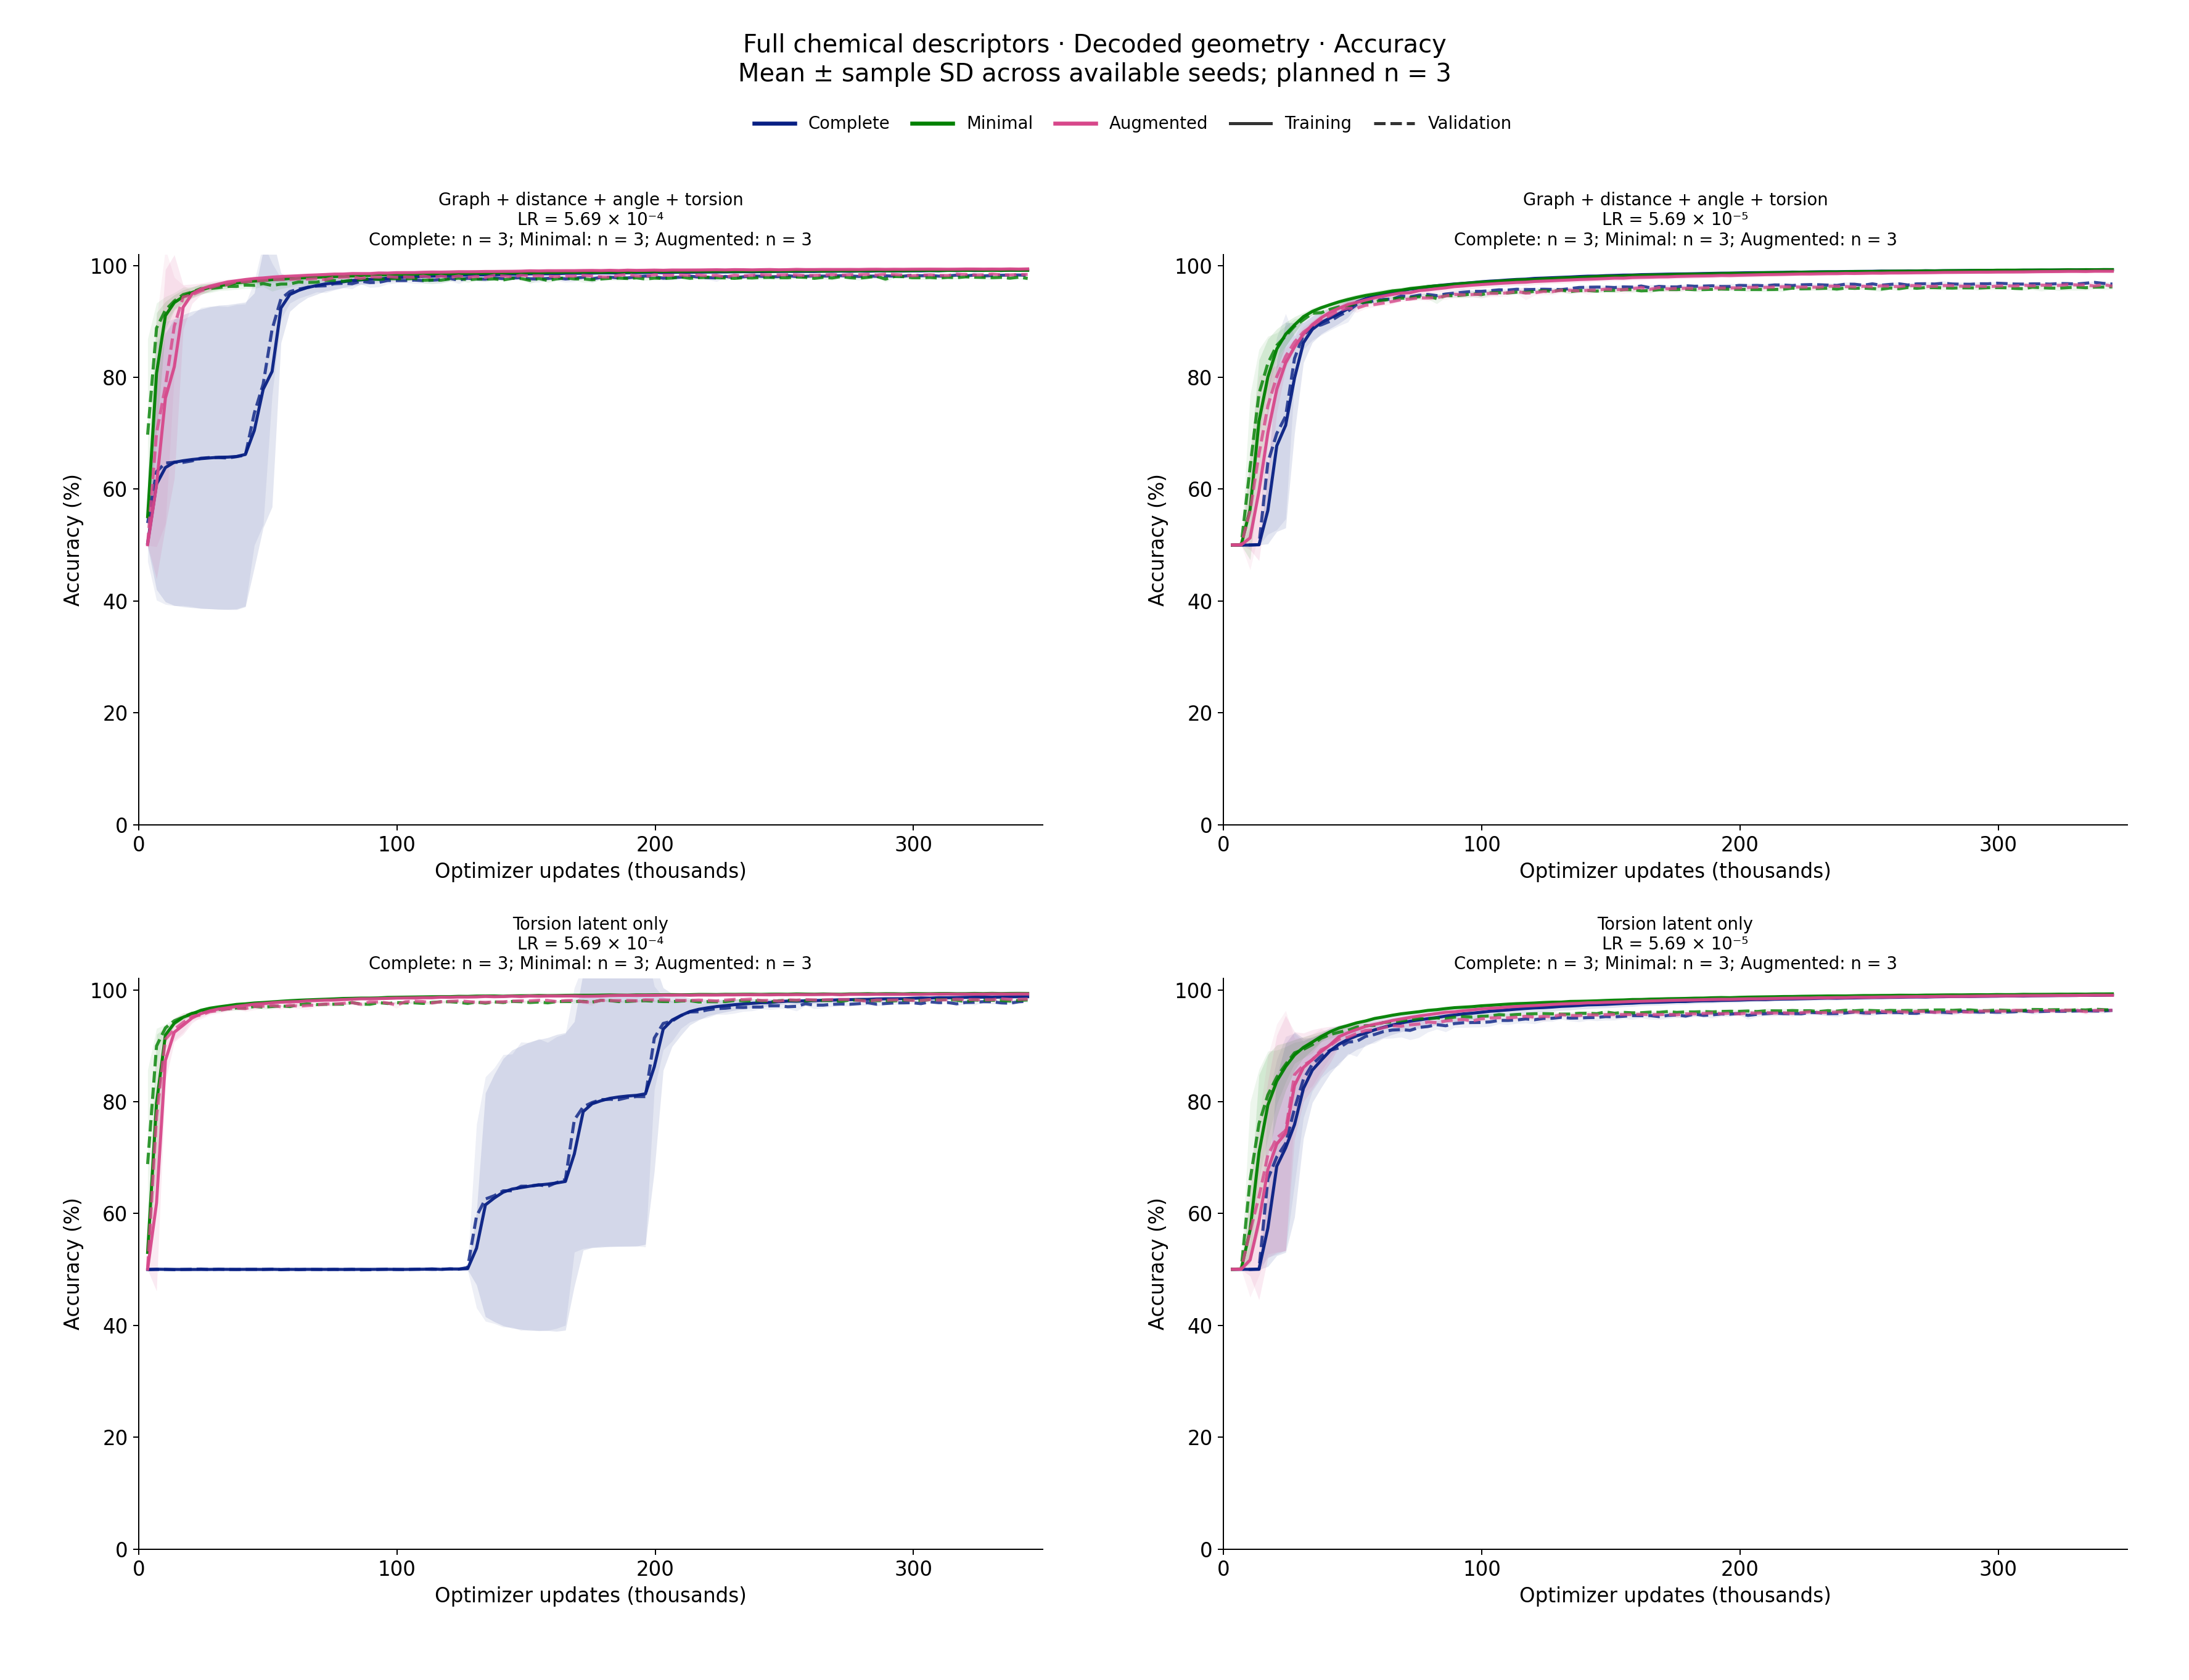 Full chemical descriptors · Decoded geometry · Accuracy
Mean ± sample SD across available seeds; planned n = 3
Complete
Minimal
Augmented
Training
Validation
Graph + distance + angle + torsion
LR = 5.69 × 10⁻⁴
Complete: n = 3; Minimal: n = 3; Augmented: n = 3
100
80
60
40
20
0
Accuracy (%)
0
100
200
300
Optimizer updates (thousands)
Graph + distance + angle + torsion
LR = 5.69 × 10⁻⁵
Complete: n = 3; Minimal: n = 3; Augmented: n = 3
100
80
60
40
20
0
Accuracy (%)
0
100
200
300
Optimizer updates (thousands)
Torsion latent only
LR = 5.69 × 10⁻⁴
Complete: n = 3; Minimal: n = 3; Augmented: n = 3
100
80
60
40
20
0
Accuracy (%)
0
100
200
300
Optimizer updates (thousands)
Torsion latent only
LR = 5.69 × 10⁻⁵
Complete: n = 3; Minimal: n = 3; Augmented: n = 3
100
80
60
40
20
0
Accuracy (%)
0
100
200
300
Optimizer updates (thousands)